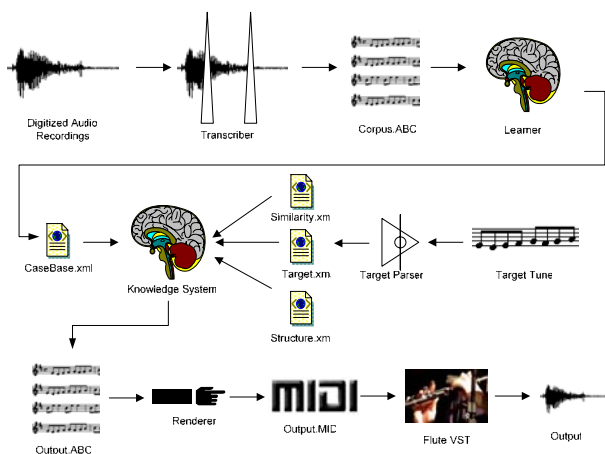 Digitized Audio
Recordings
Transcriber
Corpus.ABC
Learner
Similarity.xm
CaseBase.xml
Target.xm
Target Parser
Target Tune
Knowledge System
Structure.xm
Output.ABC
Renderer
MIDI
Output.MID
Flute VST
Output